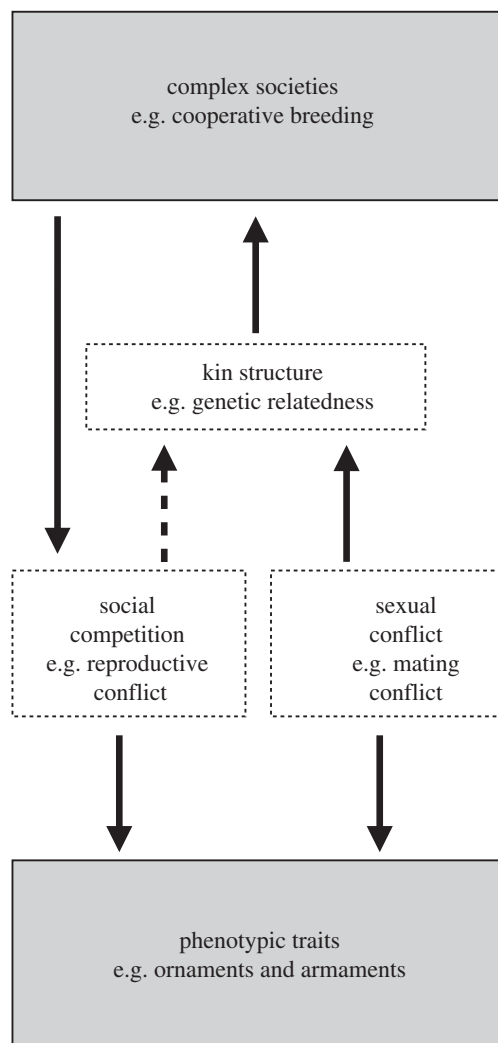 complex societies
e.g. cooperative breeding
kin structure
e.g. genetic relatedness
social
competition
e.g. reproductive
conflict
sexual
conflict
e.g. mating
conflict
phenotypic traits
e.g. ornaments and armaments